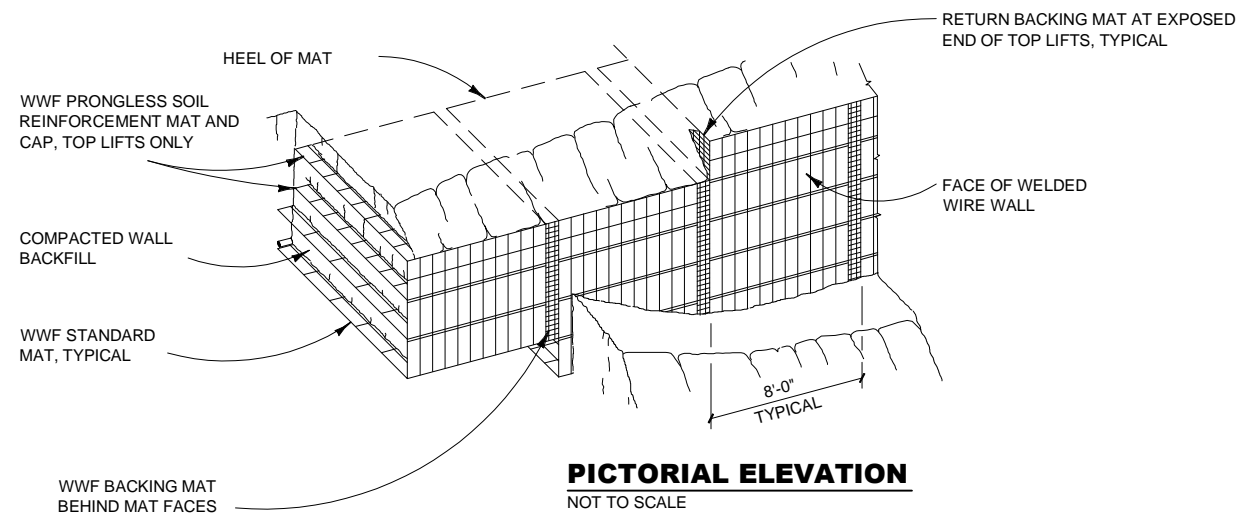 RETURN BACKING MAT AT EXPOSED
END OF TOP LIFTS, TYPICAL
HEEL OF MAT
WWF PRONGLESS SOIL
REINFORCEMENT MAT AND
CAP, TOP LIFTS ONLY
FACE OF WELDED
WIRE WALL
COMPACTED WALL
BACKFILL
WWF STANDARD
MAT, TYPICAL
8'-0"
TYPICAL
WWF BACKING MAT
BEHIND MAT FACES
PICTORIAL ELEVATION
NOT TO SCALE